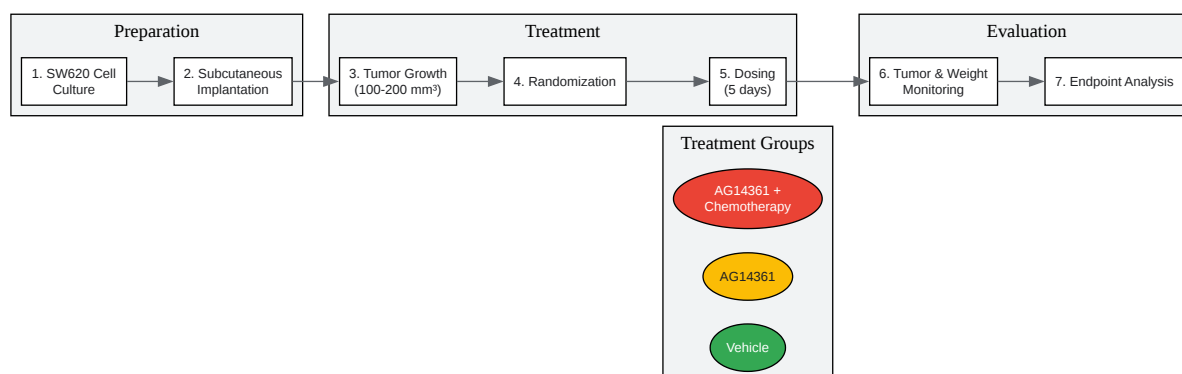 Preparation
1. SW620 Cell
Culture
2. Subcutaneous
Implantation
Treatment
3. Tumor Growth
(100-200 mm³)
4. Randomization
5. Dosing
(5 days)
Evaluation
6. Tumor & Weight
Monitoring
7. Endpoint Analysis
Treatment Groups
AG14361 +
Chemotherapy
AG14361
Vehicle